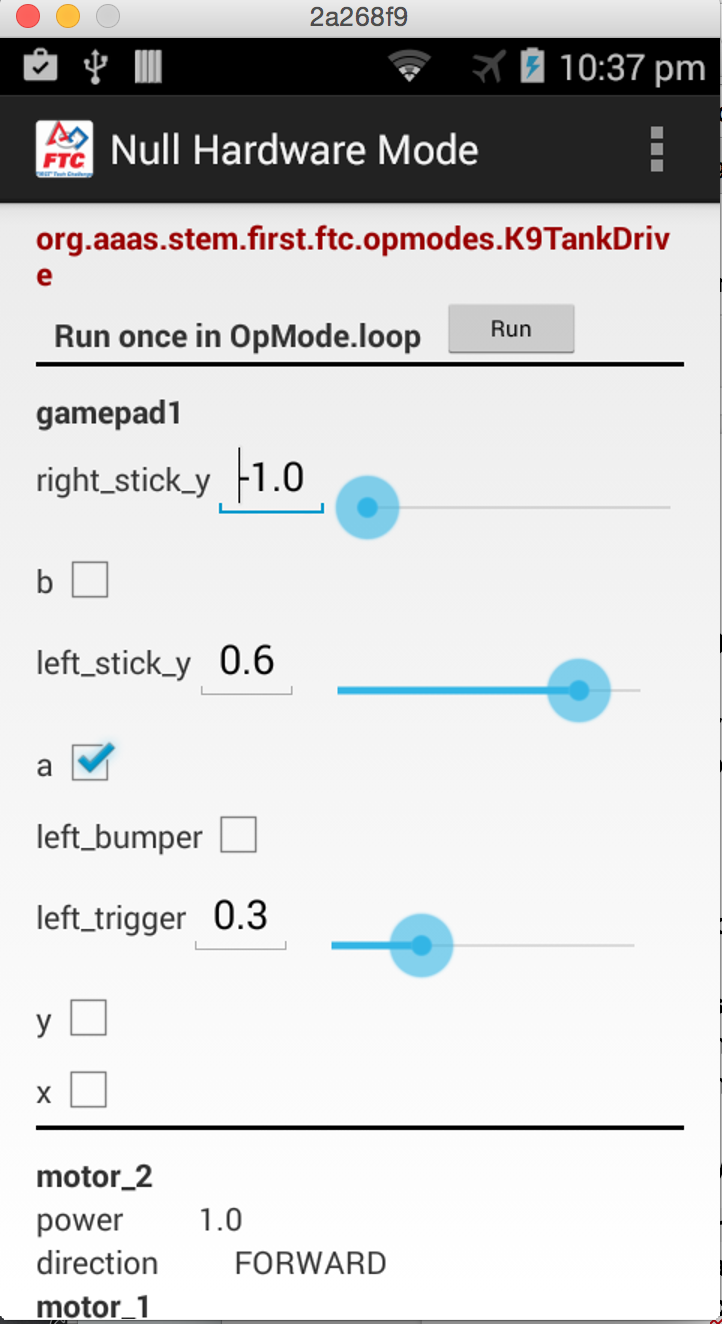 2a268f9
10:37 pm
FTC
Null Hardware Mode
org.aaas.stem.first.ftc.opmodes.K9TankDriv
e
Run once in OpMode.loop Run
gamepad1
right_stick_y -1.0
b
left_stick_y 0.6
a
left_bumper
left_trigger 0.3
y
x
motor_2
power 1.0
direction FORWARD
motor_1